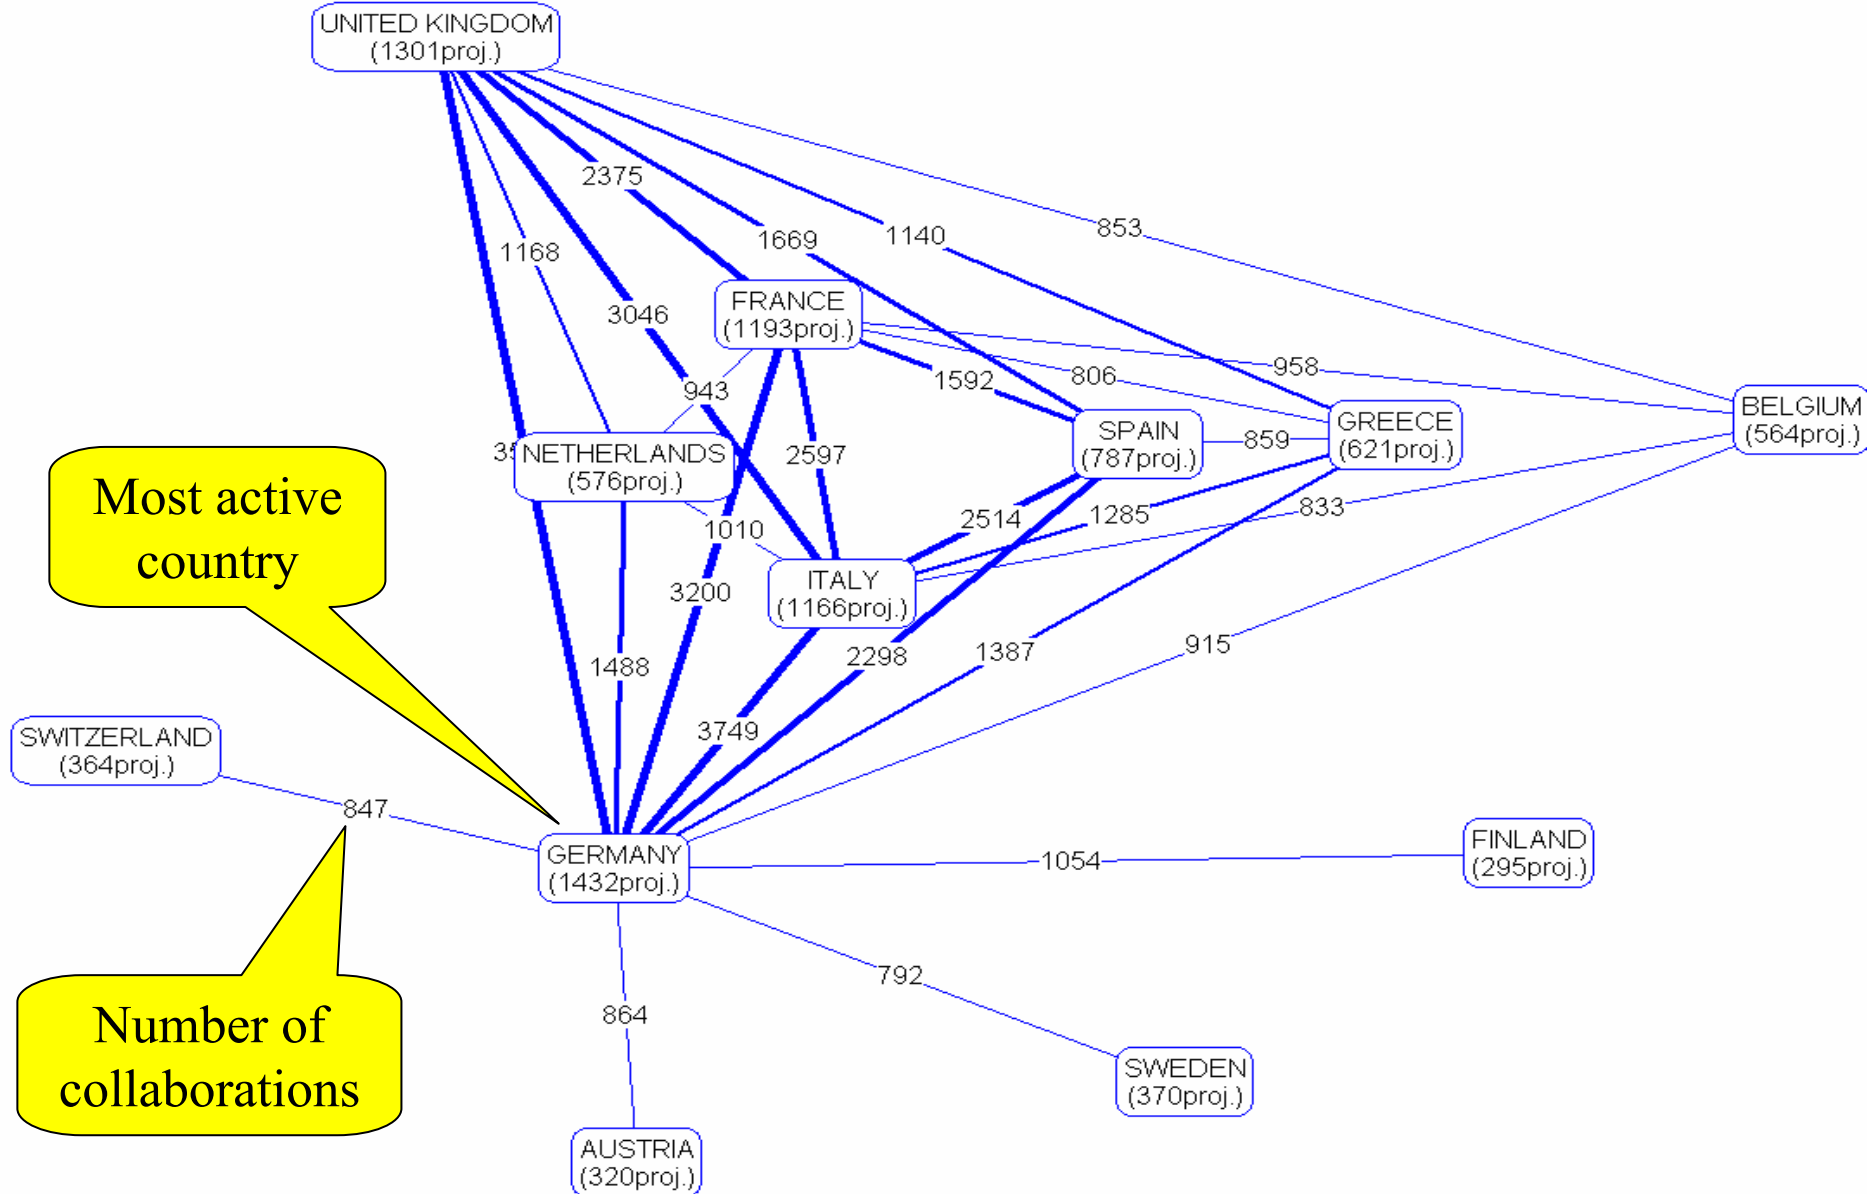 UNITED KINGDOM
(1301proj.)
2375
1669
1140
853
1168
3046
FRANCE
(1193proj.)
943
1592
806
958
NETHERLANDS
(576proj.)
2597
SPAIN
(787proj.)
859
GREECE
(621proj.)
BELGIUM
(564proj.)
Most active
country
1010
2514
1285
833
3200
ITALY
(1166proj.)
1488
2298
1387
915
3749
SWITZERLAND
(364proj.)
847
GERMANY
(1432proj.)
1054
FINLAND
(295proj.)
792
864
Number of
collaborations
SWEDEN
(370proj.)
AUSTRIA
(320proj.)